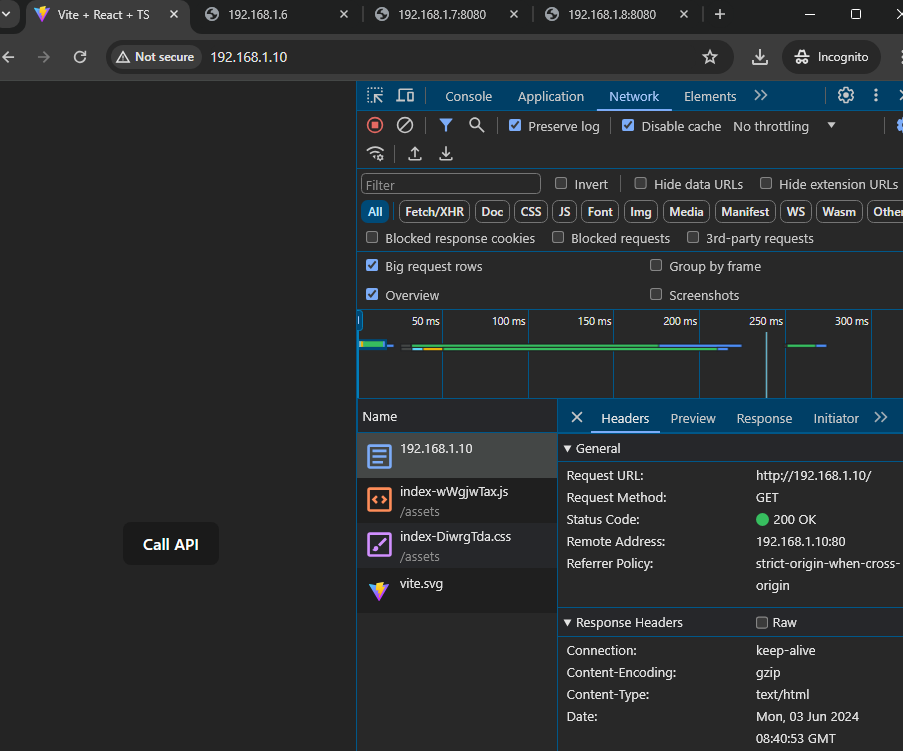 Vite + React + TS
192.168.1.6
192.168.1.7:8080
192.168.1.8:8080
Not secure
192.168.1.10
Incognito
Console
Application
Network
Elements
Preserve log
Disable cache
No throttling
Filter
Invert
Hide data URLs
Hide extension URLs
All
Fetch/XHR
Doc
CSS
JS
Font
Img
Media
Manifest
WS
Wasm
Other
Blocked response cookies
Blocked requests
3rd-party requests
Big request rows
Group by frame
Overview
Screenshots
50 ms
100 ms
150 ms
200 ms
250 ms
300 ms
Name
Headers
Preview
Response
Initiator
192.168.1.10
index-wWgjwTax.js
/assets
index-DiwrgTda.css
/assets
vite.svg
Call API
General
Request URL: http://192.168.1.10/
Request Method: GET
Status Code: 200 OK
Remote Address: 192.168.1.10:80
Referrer Policy: strict-origin-when-cross-
origin
Response Headers
Raw
Connection: keep-alive
Content-Encoding: gzip
Content-Type: text/html
Date: Mon, 03 Jun 2024
08:40:53 GMT